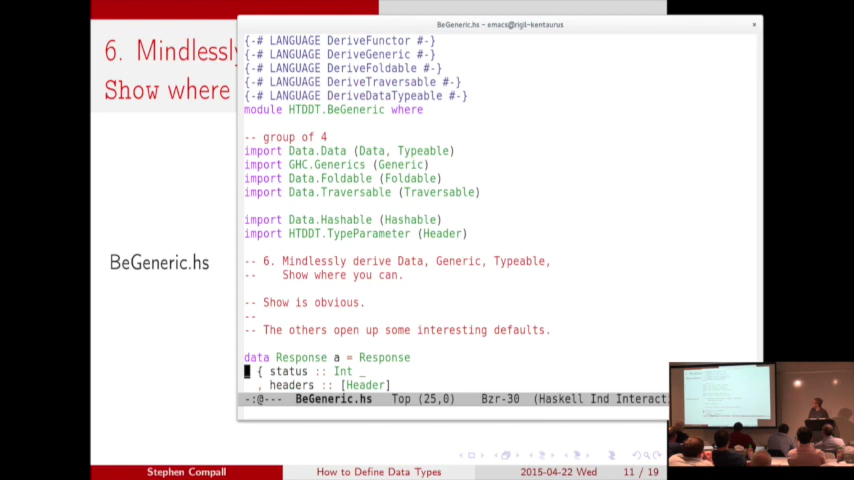 6. Mindlessly
Show where
BeGeneric.hs
BeGeneric.hs - emacs@rigil-kentaurus
{-# LANGUAGE DeriveFunctor #-}
{-# LANGUAGE DeriveGeneric #-}
{-# LANGUAGE DeriveFoldable #-}
{-# LANGUAGE DeriveTraversable #-}
{-# LANGUAGE DeriveDataTypeable #-}
module HTDDT.BeGeneric where
-- group of 4
import Data.Data (Data, Typeable)
import GHC.Generics (Generic)
import Data.Foldable (Foldable)
import Data.Traversable (Traversable)
import Data.Hashable (Hashable)
import HTDDT.TypeParameter (Header)
-- 6. Mindlessly derive Data, Generic, Typeable,
--    Show where you can.
-- Show is obvious.
--
-- The others open up some interesting defaults.
data Response a = Response
{ status :: Int _
, headers :: [Header]
-:@--- BeGeneric.hs Top (25,0) Bzr-30 (Haskell Ind Interact
Stephen Compall How to Define Data Types 2015-04-22 Wed 11 / 19